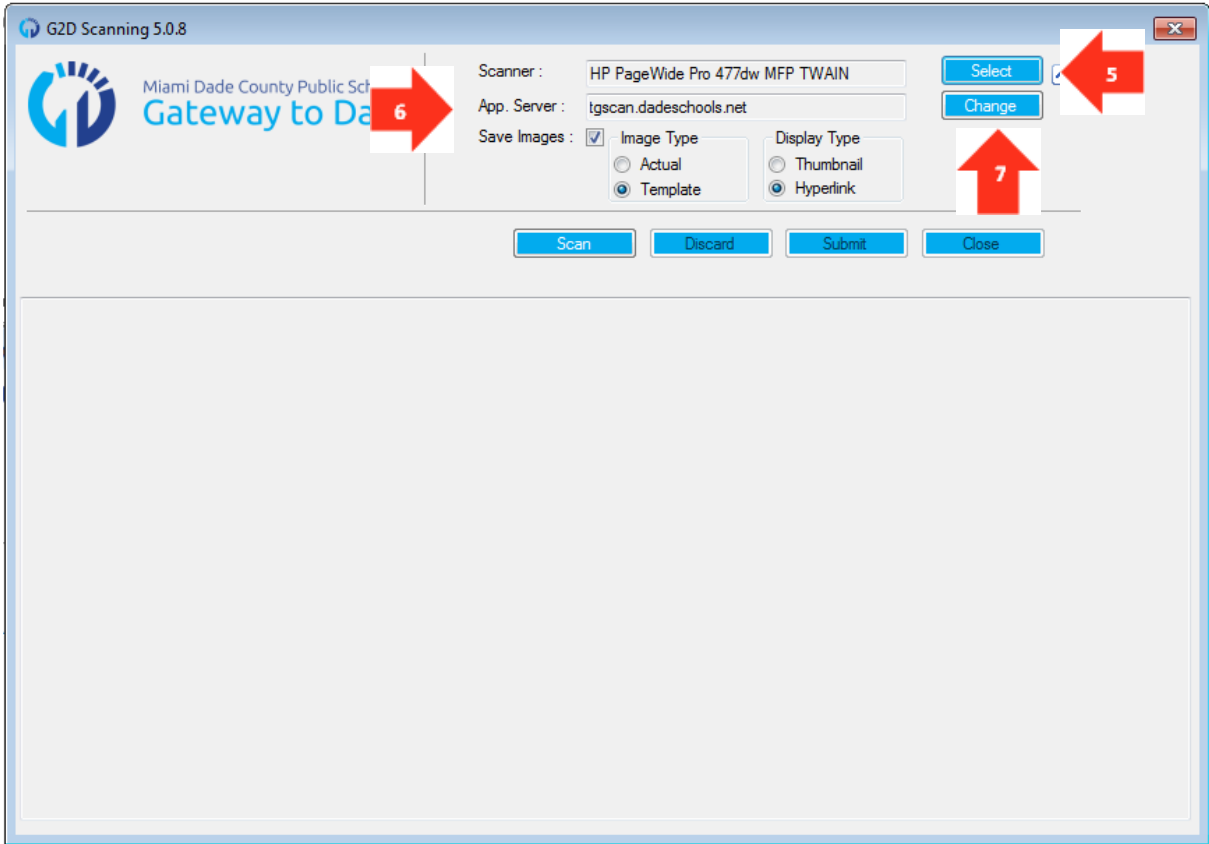 G2D Scanning 5.0.8
Miami Dade County Public Sch
Gateway to Da
Scanner :
HP PageWide Pro 477dw MFP TWAIN
Select
5
6
App. Server :
tgscan.dadeschools.net
Change
Save Images :
Image Type
Display Type
Actual
Thumbnail
Template
Hyperlink
7
Scan
Discard
Submit
Close